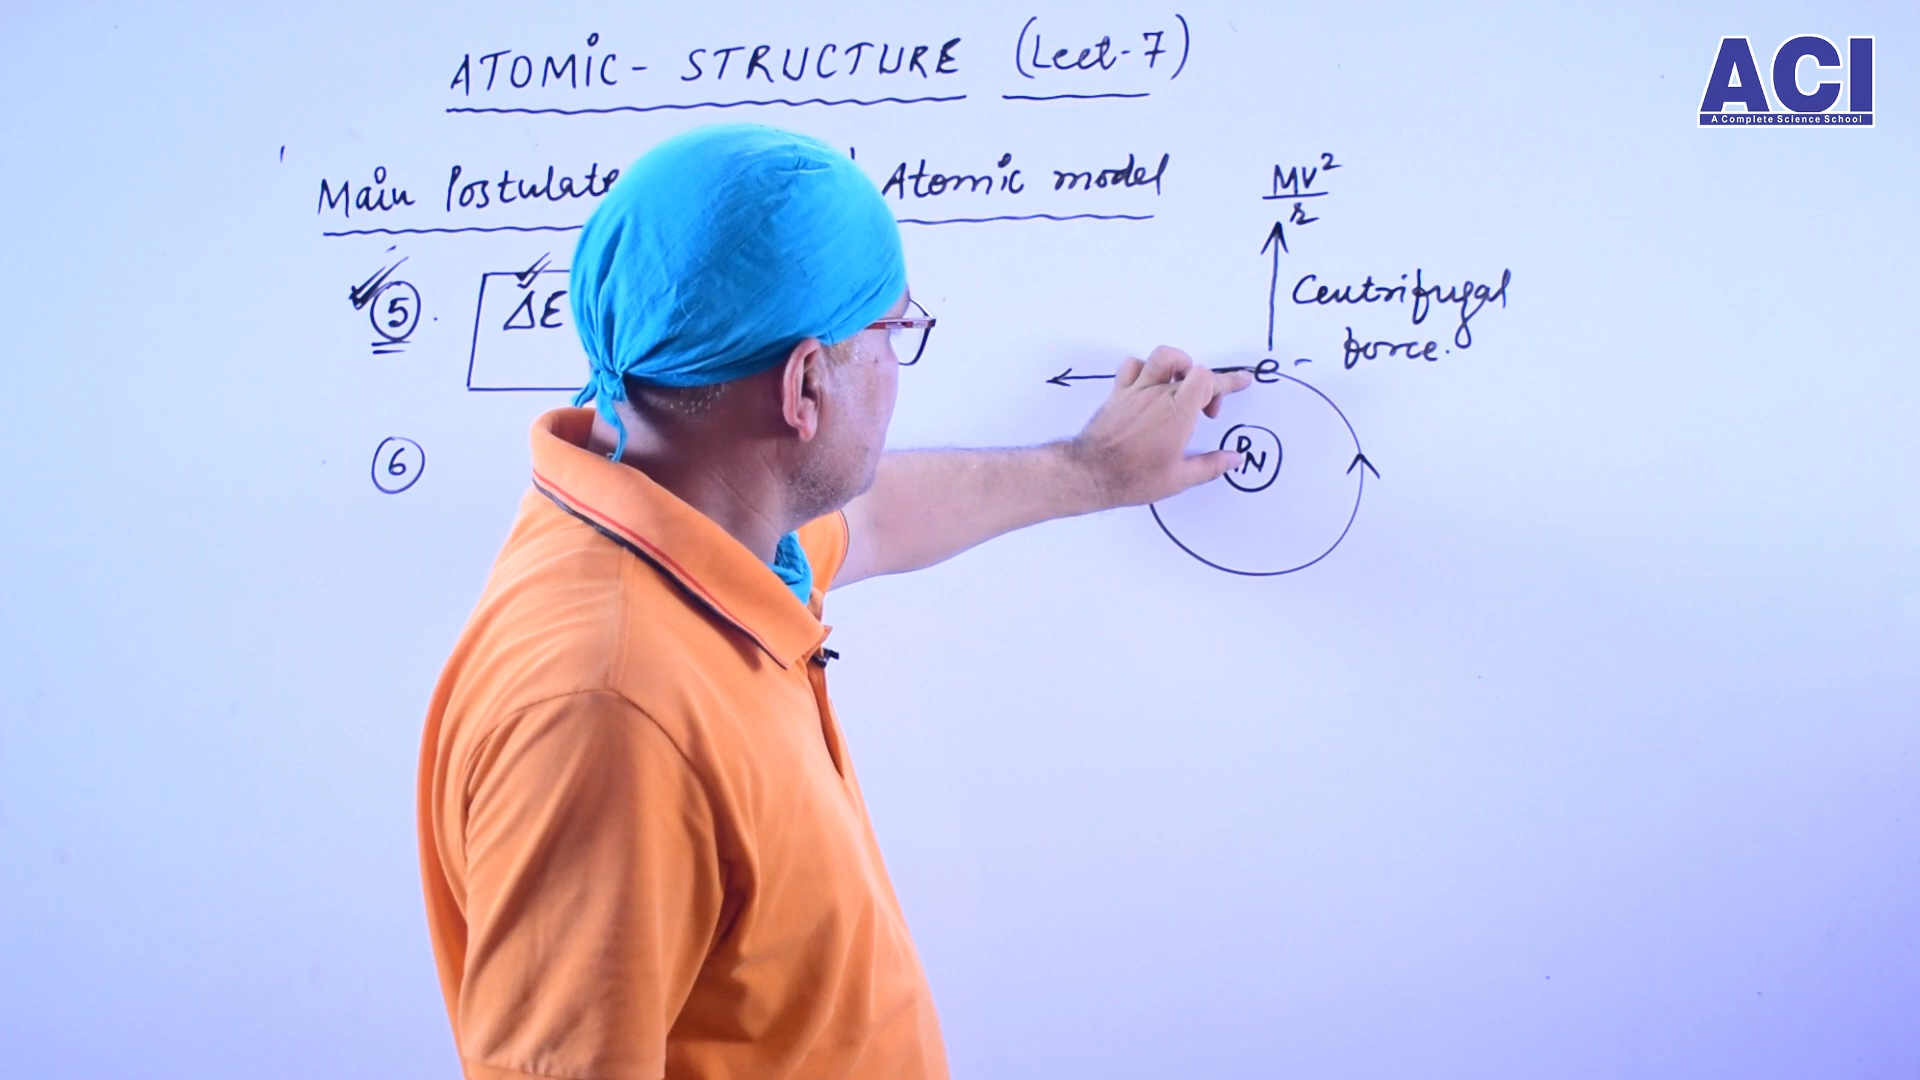 ATOMIC - STRUCTURE (Lect-7)
ACI
A Complete Science School
Main Postulate Atomic model
Mv²
r
5. ΔE
Centrifugal
force.
e-
6
P
N